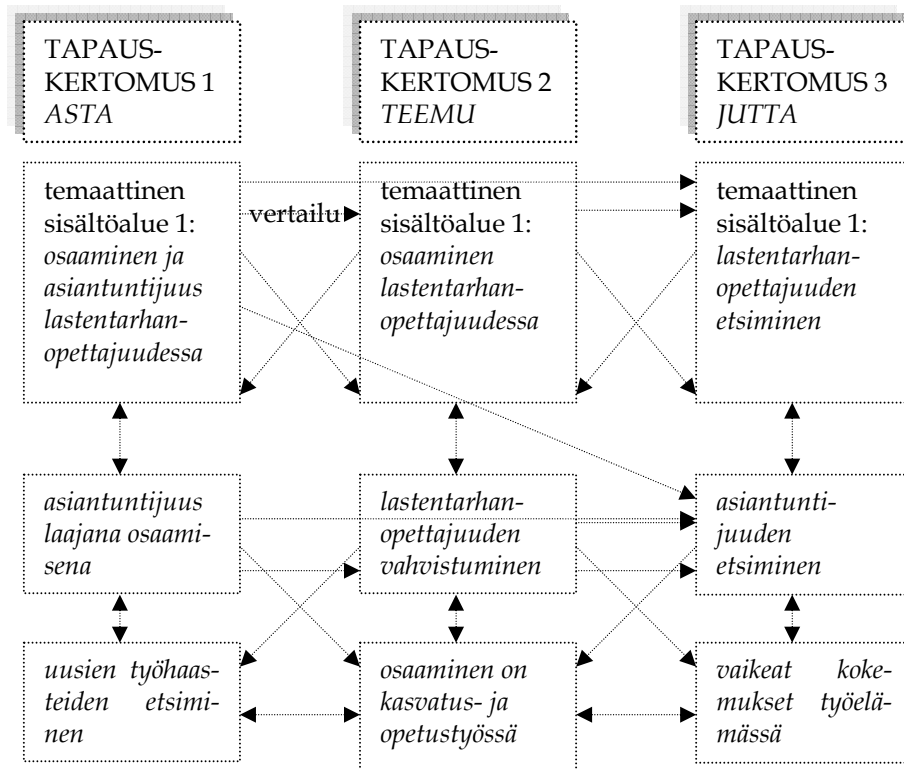 TAPAUS-
KERTOMUS 1
ASTA
TAPAUS-
KERTOMUS 2
TEEMU
TAPAUS-
KERTOMUS 3
JUTTA
temaattinen
sisältöalue 1:
osaaminen ja
asiantuntijuus
lastentarhan-
opettajuudessa
vertailu
temaattinen
sisältöalue 1:
osaaminen
lastentarhan-
opettajuudessa
temaattinen
sisältöalue 1:
lastentarhan-
opettajuuden
etsiminen
asiantuntijuus
laajana osaami-
sena
lastentarhan-
opettajuuden
vahvistuminen
asiantunti-
juuden
etsiminen
uusien työhaas-
teiden etsimi-
nen
osaaminen on
kasvatus- ja
opetustyössä
vaikeat koke-
mukset työelä-
mässä